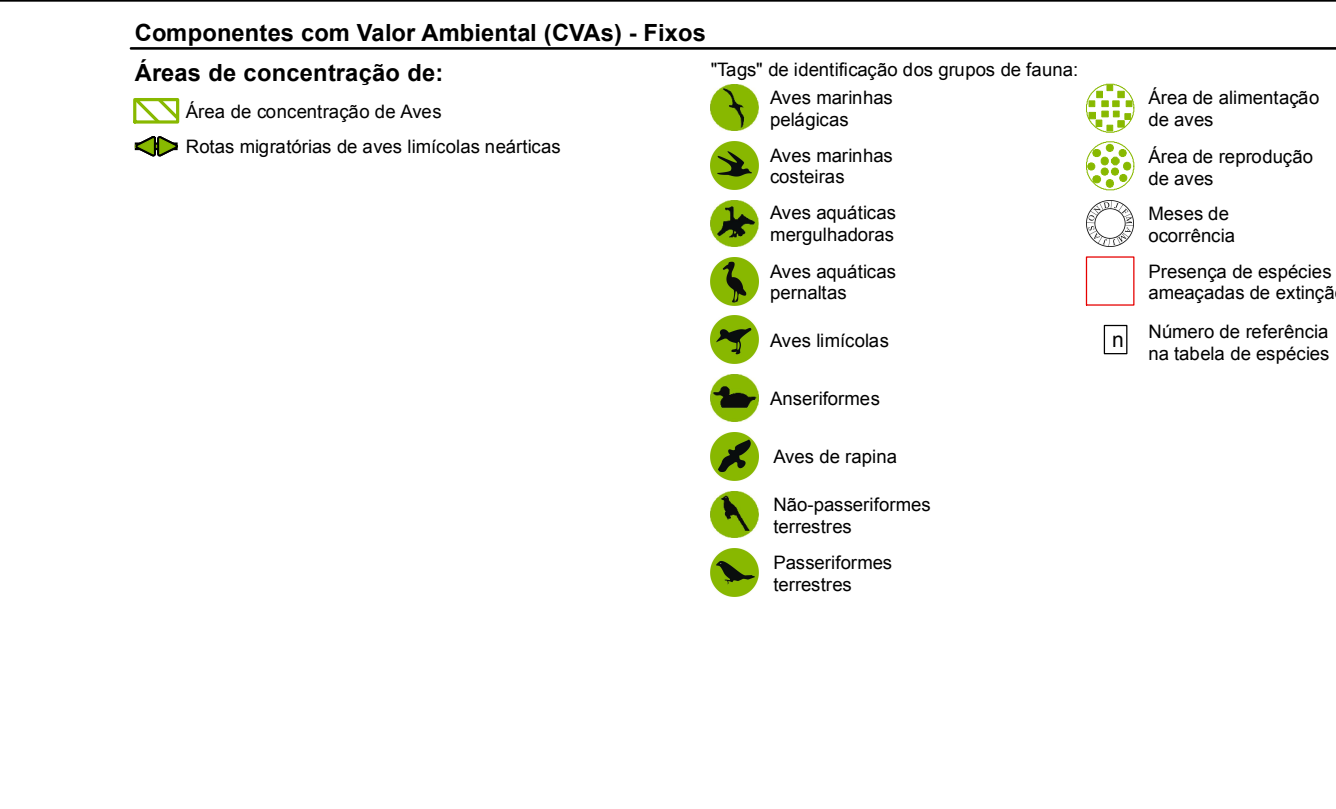 Componentes com Valor Ambiental (CVAs) - Fixos
Áreas de concentração de:
Área de concentração de Aves
Rotas migratórias de aves limícolas neárticas
"Tags" de identificação dos grupos de fauna:
Aves marinhas
pelágicas
Aves marinhas
costeiras
Aves aquáticas
mergulhadoras
Aves aquáticas
pernaltas
Aves limícolas
Anseriformes
Aves de rapina
Não-passeriformes
terrestres
Passeriformes
terrestres
Área de alimentação
de aves
Área de reprodução
de aves
Meses de
ocorrência
Presença de espécies
ameaçadas de
n
Número de referência
na tabela de espécies